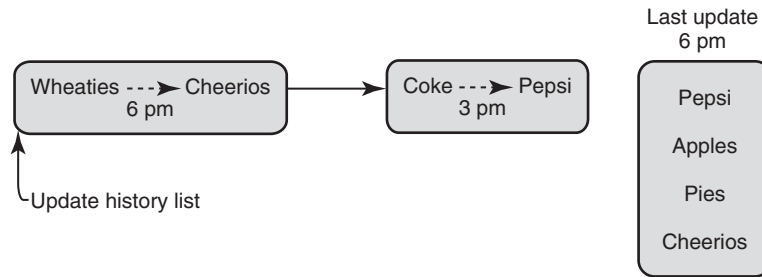 Last update
6 pm
Wheaties Cheerios
6 pm
Coke Pepsi
3 pm
Update history list
Pepsi
Apples
Pies
Cheerios